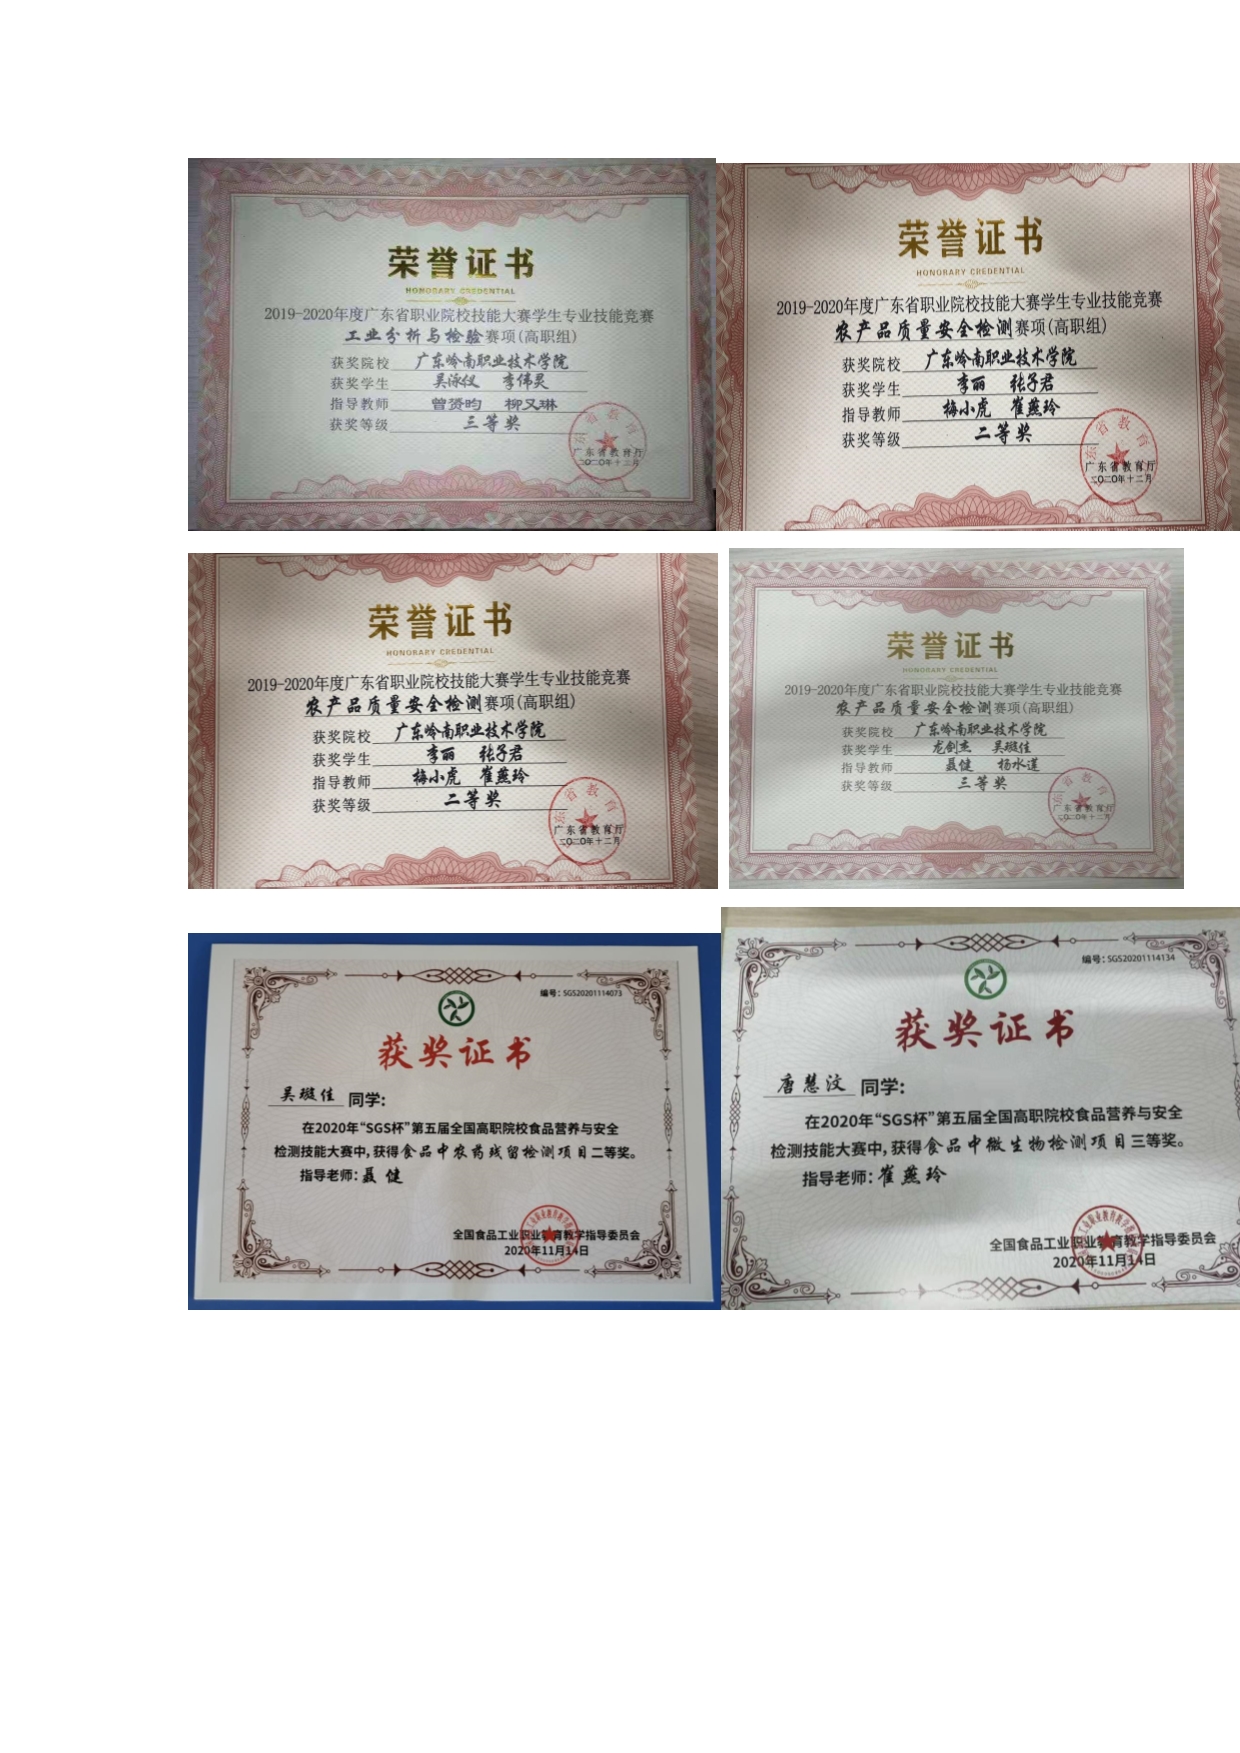 荣誉证书
HONORARY CREDENTIAL
2019-2020年度广东省职业院校技能大赛学生专业技能竞赛
工业分析与检验赛项(高职组)
获奖院校 广东岭南职业技术学院
获奖学生 吴泳仪 李伟灵
指导教师 曾赟昀 柳又琳
获奖等级 三等奖
广东省教育厅
二〇二〇年十二月
荣誉证书
HONORARY CREDENTIAL
2019-2020年度广东省职业院校技能大赛学生专业技能竞赛
农产品质量安全检测赛项(高职组)
获奖院校 广东岭南职业技术学院
获奖学生 李丽 张子君
指导教师 梅小虎 崔燕玲
获奖等级 二等奖
广东省教育厅
二〇二〇年十二月
荣誉证书
HONORARY CREDENTIAL
2019-2020年度广东省职业院校技能大赛学生专业技能竞赛
农产品质量安全检测赛项(高职组)
获奖院校 广东岭南职业技术学院
获奖学生 李丽 张子君
指导教师 梅小虎 崔燕玲
获奖等级 二等奖
广东省教育厅
二〇二〇年十二月
荣誉证书
HONORARY CREDENTIAL
2019-2020年度广东省职业院校技能大赛学生专业技能竞赛
农产品质量安全检测赛项(高职组)
获奖院校 广东岭南职业技术学院
获奖学生 龙剑杰 吴璇佳
指导教师 聂健 杨水莲
获奖等级 三等奖
广东省教育厅
二〇二〇年十二月
编号：SGS20201114073
获奖证书
吴璇佳 同学：
在2020年“SGS杯”第五届全国高职院校食品营养与安全
检测技能大赛中，获得食品中农药残留检测项目二等奖。
指导老师：聂健
全国食品工业职业教育教学指导委员会
2020年11月14日
编号：SGS20201114134
获奖证书
唐慧汶 同学：
在2020年“SGS杯”第五届全国高职院校食品营养与安全
检测技能大赛中，获得食品中微生物检测项目三等奖。
指导老师：崔燕玲
全国食品工业职业教育教学指导委员会
2020年11月14日